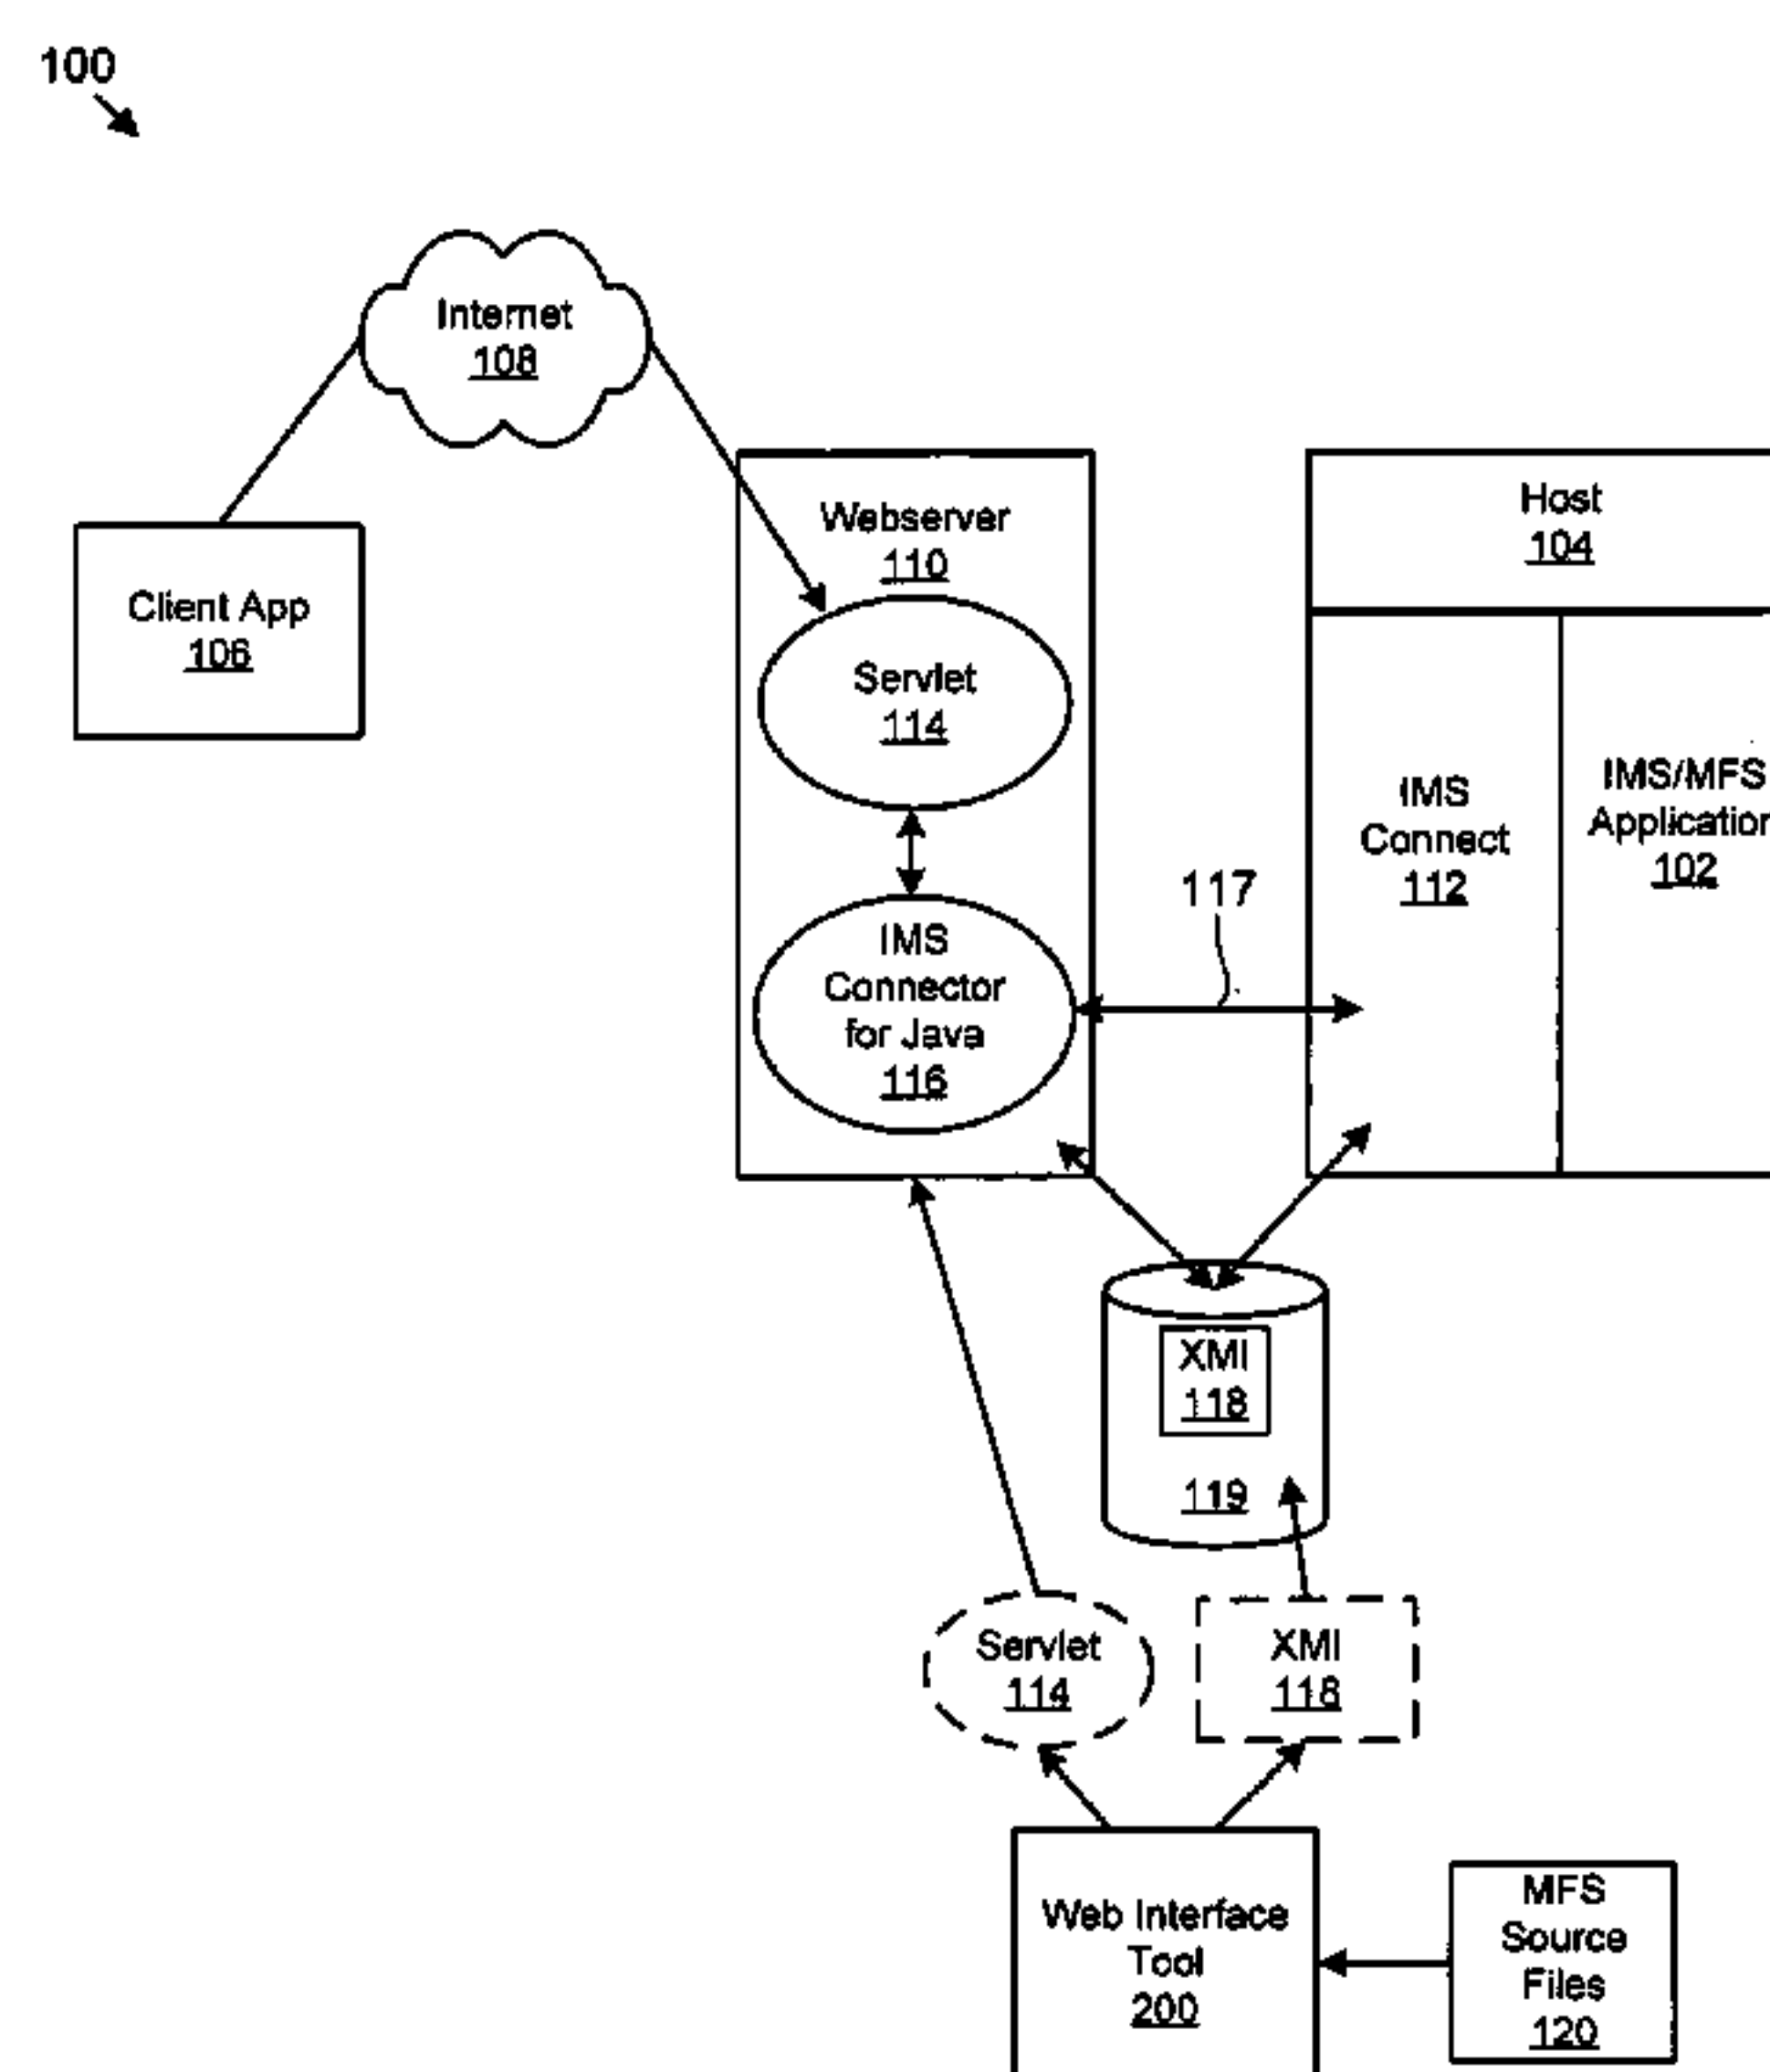 100
Internet
108
Client App
106
Webserver
110
Servlet
114
IMS
Connector
for Java
116
117
Host
104
IMS
Connect
112
IMS/MFS
Application
102
XMI
118
119
Servlet
114
XMI
118
Web Interface
Tool
200
MFS
Source
Files
120